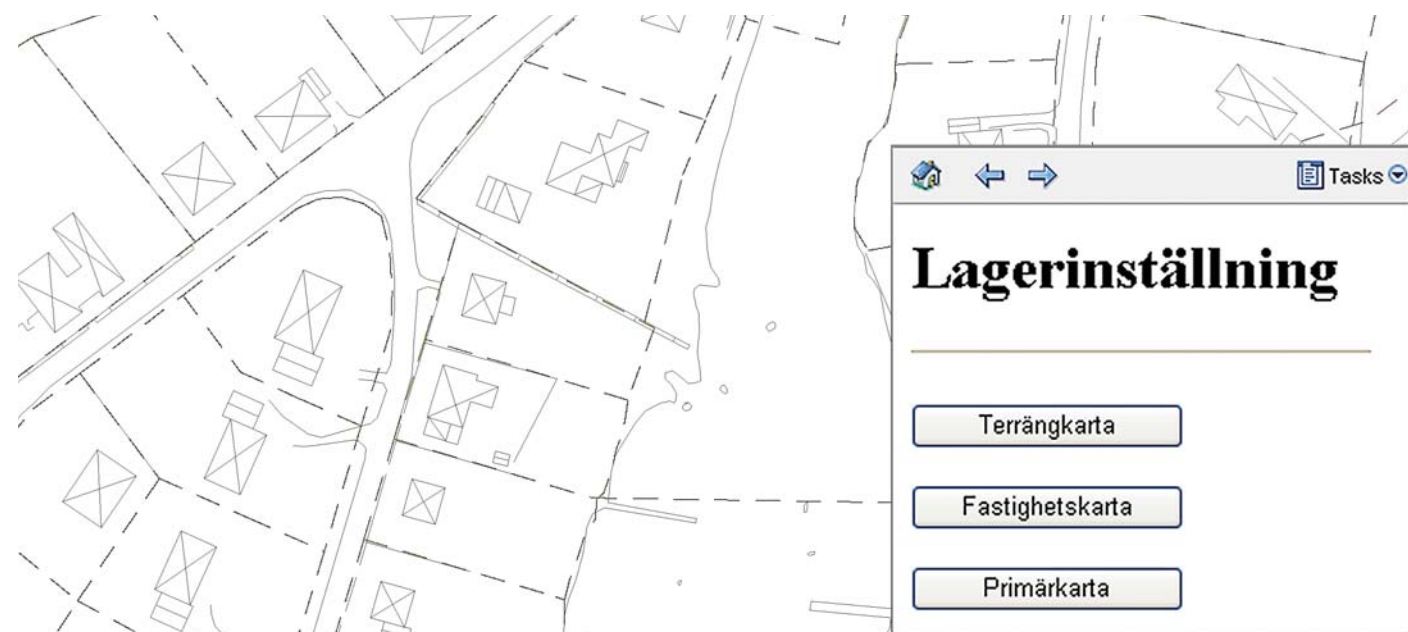 Tasks
Lagerinställning
Terrängkarta
Fastighetskarta
Primärkarta